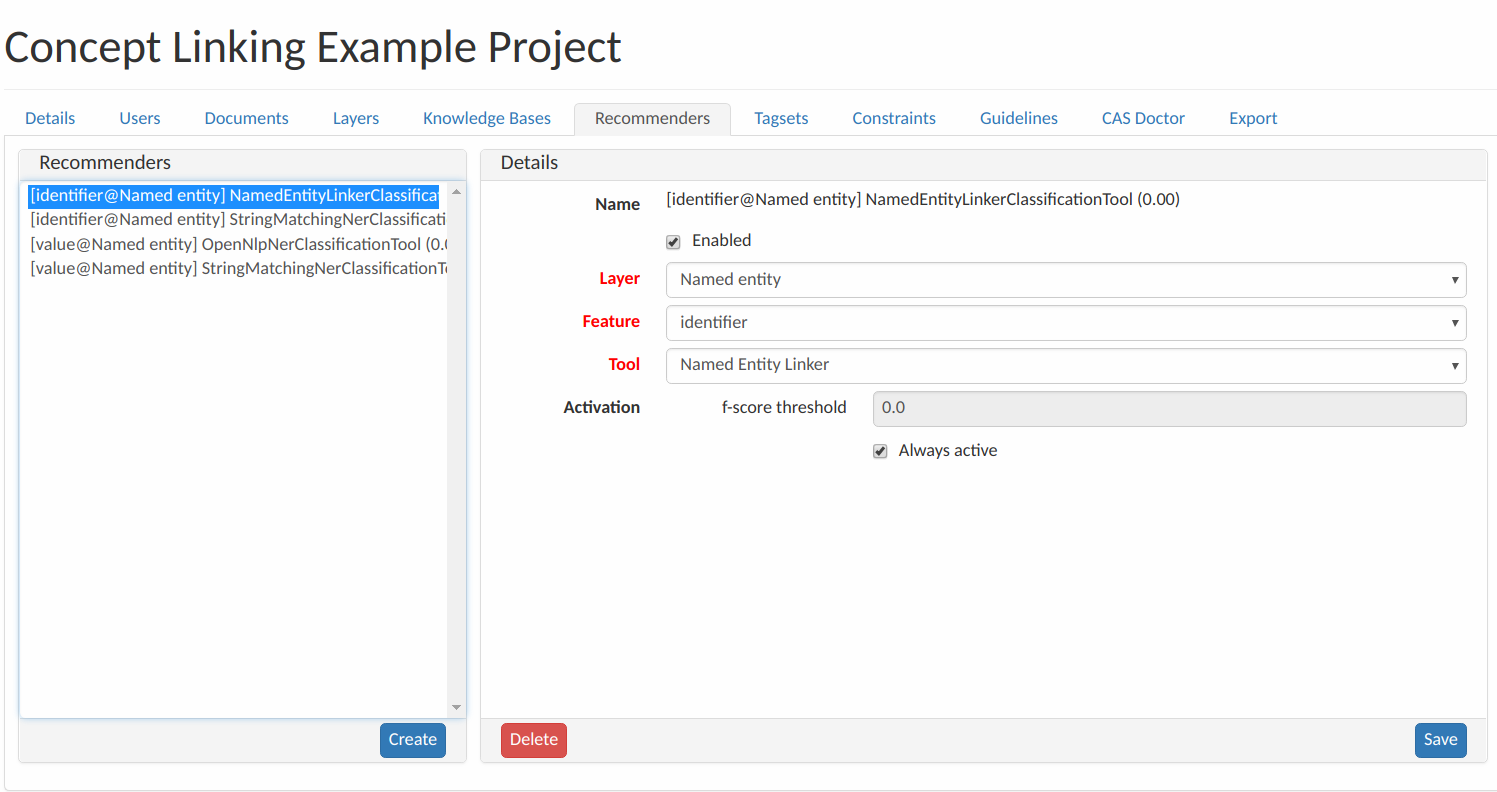 Concept Linking Example Project
Details Users Documents Layers Knowledge Bases Recommenders Tagsets Constraints Guidelines CAS Doctor Export
Recommenders
[identifier@Named entity] NamedEntityLinkerClassificat
[identifier@Named entity] StringMatchingNerClassificati
[value@Named entity] OpenNlpNerClassificationTool (0.0
[value@Named entity] StringMatchingNerClassificationTo
Create
Details
Name [identifier@Named entity] NamedEntityLinkerClassificationTool (0.00)
Enabled
Layer Named entity
Feature identifier
Tool Named Entity Linker
Activation f-score threshold 0.0
Always active
Delete Save